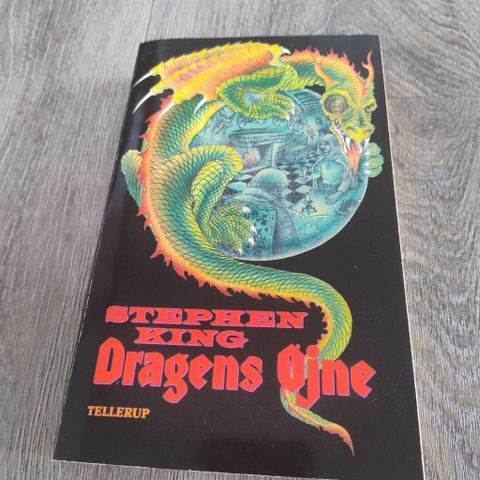 STEPHEN
KING
Dragens Øjne
TELLERUP